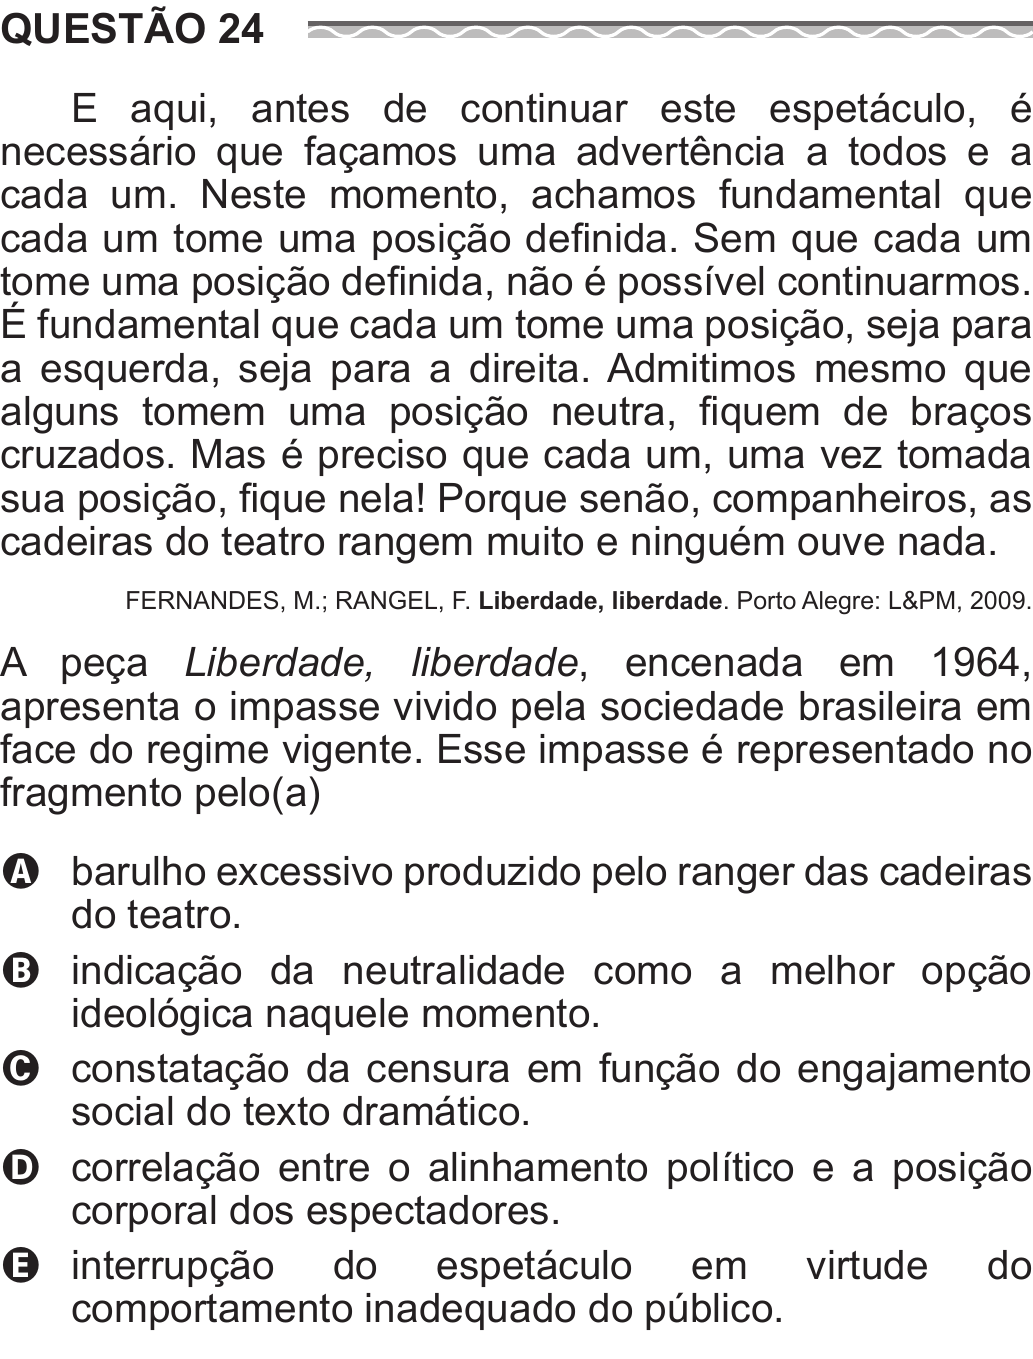 QUESTÃO 24
E aqui, antes de continuar este espetáculo, é
necessário que façamos uma advertência a todos e a
cada um. Neste momento, achamos fundamental que
cada um tome uma posição definida. Sem que cada um
tome uma posição definida, não é possível continuarmos.
É fundamental que cada um tome uma posição, seja para
a esquerda, seja para a direita. Admitimos mesmo que
alguns tomem uma posição neutra, fiquem de braços
cruzados. Mas é preciso que cada um, uma vez tomada
sua posição, fique nela! Porque senão, companheiros, as
cadeiras do teatro rangem muito e ninguém ouve nada.
FERNANDES, M.; RANGEL, F. Liberdade, liberdade. Porto Alegre: L&PM, 2009.
A peça Liberdade, liberdade, encenada em 1964,
apresenta o impasse vivido pela sociedade brasileira em
face do regime vigente. Esse impasse é representado no
fragmento pelo(a)
A barulho excessivo produzido pelo ranger das cadeiras
do teatro.
B indicação da neutralidade como a melhor opção
ideológica naquele momento.
C constatação da censura em função do engajamento
social do texto dramático.
D correlação entre o alinhamento político e a posição
corporal dos espectadores.
E interrupção do espetáculo em virtude do
comportamento inadequado do público.